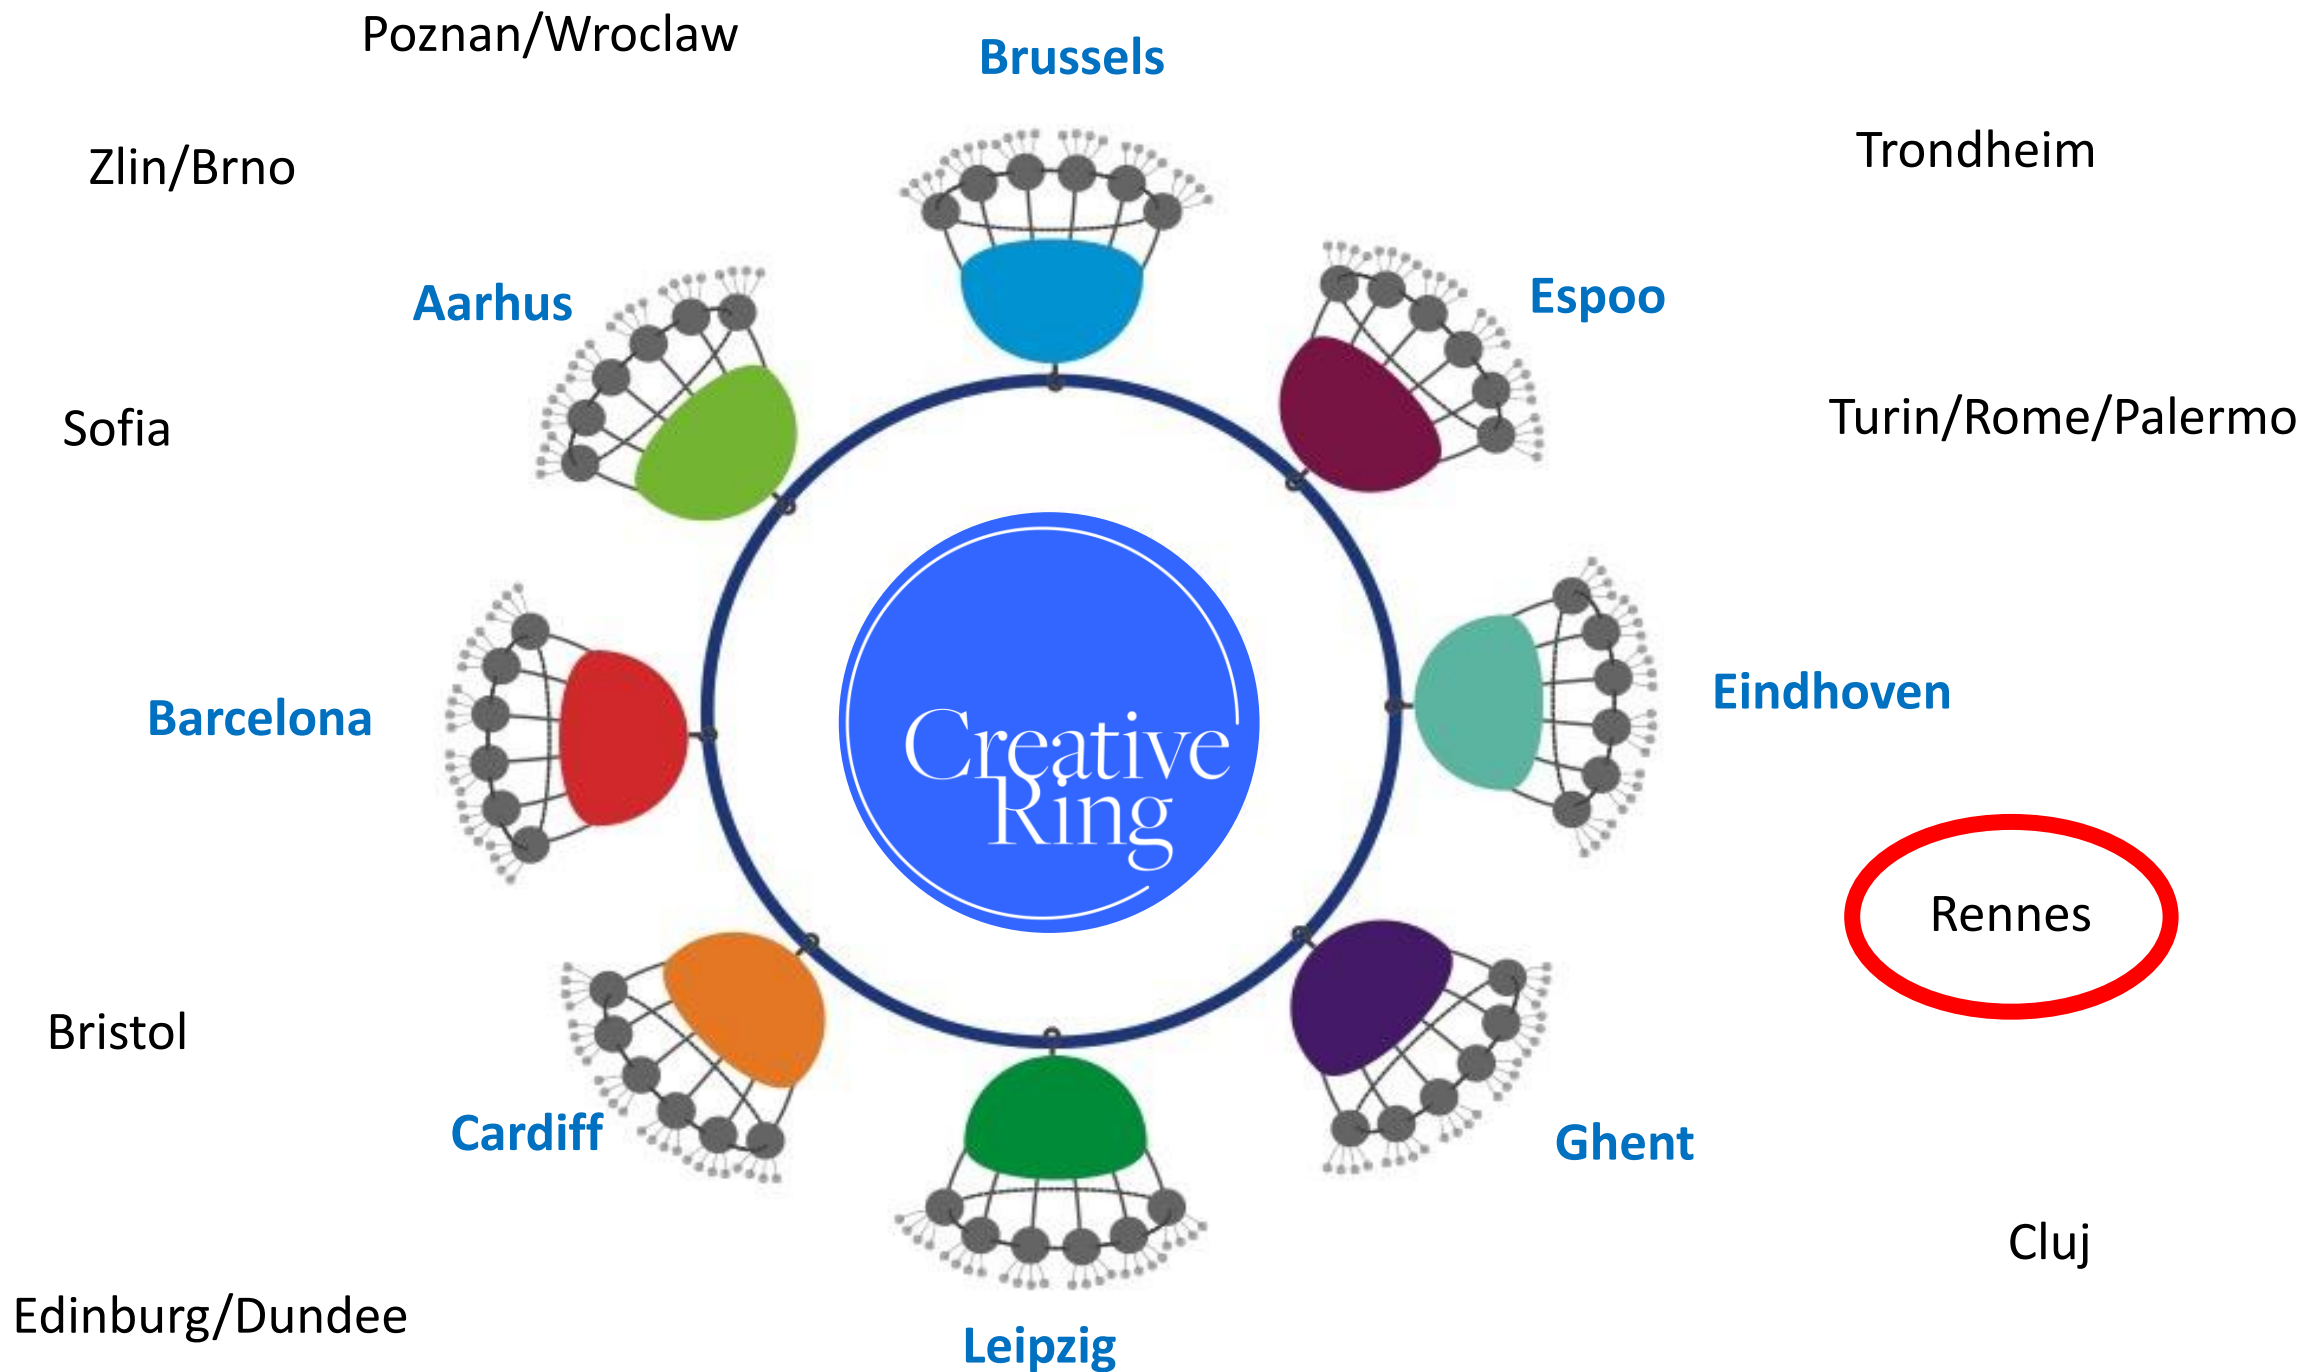 Poznan/Wroclaw
Brussels
Trondheim
Zlin/Brno
Aarhus
Espoo
Sofia
Turin/Rome/Palermo
Barcelona
Eindhoven
Creative
Ring
Rennes
Bristol
Cardiff
Ghent
Cluj
Edinburg/Dundee
Leipzig